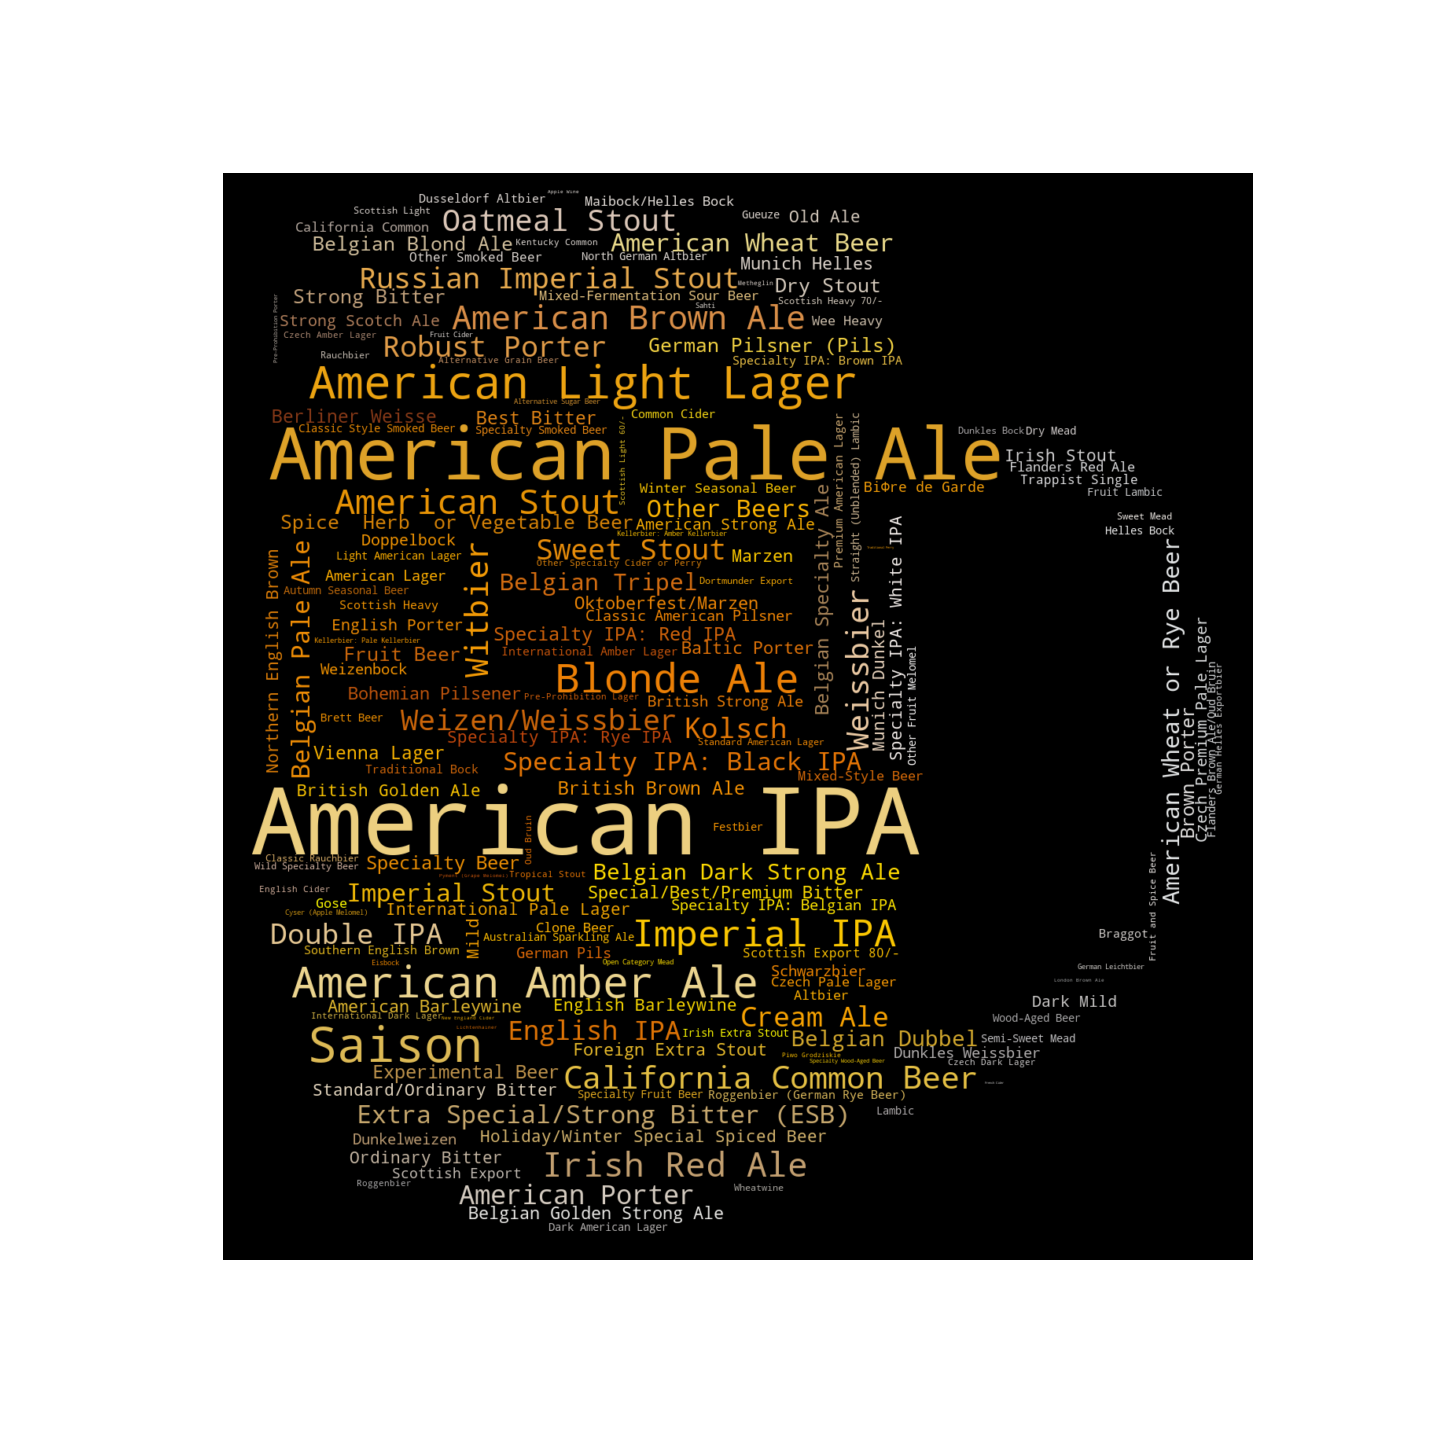 Apple Wine
Dusseldorf Altbier
Maibock/Helles Bock
Scottish Light
Oatmeal Stout
Gueuze
Old Ale
California Common
Belgian Blond Ale
Kentucky Common
American Wheat Beer
Other Smoked Beer
North German Altbier
Munich Helles
Russian Imperial Stout
Metheglin
Dry Stout
Strong Bitter
Mixed-Fermentation Sour Beer
Scottish Heavy 70/-
Sahti
Pre-Prohibition Porter
Strong Scotch Ale
American Brown Ale
Wee Heavy
Czech Amber Lager
Fruit Cider
Robust Porter
German Pilsner (Pils)
Rauchbier
Alternative Grain Beer
Specialty IPA: Brown IPA
American Light Lager
Alternative Sugar Beer
Berliner Weisse
Best Bitter
Common Cider
Classic Style Smoked Beer
Specialty Smoked Beer
Scottish Light 60/-
Premium American Lager
Straight (Unblended) Lambic
American Pale Ale
Dunkles Bock
Dry Mead
Irish Stout
Flanders Red Ale
Trappist Single
Fruit Lambic
BiΦre de Garde
Winter Seasonal Beer
American Stout
Other Beers
Spice Herb or Vegetable Beer
American Strong Ale
Kellerbier: Amber Kellerbier
Sweet Mead
Helles Bock
Doppelbock
Light American Lager
Sweet Stout
Marzen
Other Specialty Cider or Perry
American Lager
Belgian Tripel
Dortmunder Export
Autumn Seasonal Beer
Scottish Heavy
Oktoberfest/Marzen
Classic American Pilsner
English Porter
Specialty IPA: Red IPA
Kellerbier: Pale Kellerbier
Fruit Beer
International Amber Lager
Baltic Porter
Weizenbock
Northern English Brown
Belgian Pale Ale
Witbier
Belgian Specialty Ale
Weissbier
Munich Dunkel
Specialty IPA: White IPA
Other Fruit Melomel
Blonde Ale
Bohemian Pilsener
Pre-Prohibition Lager
British Strong Ale
Brett Beer
Weizen/Weissbier
Kolsch
Specialty IPA: Rye IPA
Standard American Lager
Vienna Lager
Specialty IPA: Black IPA
Traditional Bock
Mixed-Style Beer
British Golden Ale
British Brown Ale
American IPA
Festbier
Oud Bruin
American Wheat or Rye Beer
Brown Porter
Czech Premium Pale Lager
Flanders Brown Ale/Oud Bruin
German Helles Exportbier
Fruit and Spice Beer
Classic Rauchbier
Wild Specialty Beer
Specialty Beer
Belgian Dark Strong Ale
Pyment (Grape Melomel)
Tropical Stout
English Cider
Imperial Stout
Special/Best/Premium Bitter
Gose
Cyser (Apple Melomel)
International Pale Lager
Specialty IPA: Belgian IPA
Double IPA
Mild
Clone Beer
Australian Sparkling Ale
Imperial IPA
Braggot
Southern English Brown
German Pils
Scottish Export 80/-
Eisbock
Open Category Mead
German Leichtbier
American Amber Ale
Schwarzbier
Czech Pale Lager
Altbier
London Brown Ale
Dark Mild
American Barleywine
English Barleywine
International Dark Lager
New England Cider
Cream Ale
Wood-Aged Beer
Lichtenhainer
Saison
English IPA
Irish Extra Stout
Belgian Dubbel
Semi-Sweet Mead
Foreign Extra Stout
Piwo Grodziskie
Specialty Wood-Aged Beer
Dunkles Weissbier
Czech Dark Lager
Experimental Beer
California Common Beer
Standard/Ordinary Bitter
Specialty Fruit Beer
Roggenbier (German Rye Beer)
Extra Special/Strong Bitter (ESB)
Lambic
Dunkelweizen
Holiday/Winter Special Spiced Beer
Ordinary Bitter
Scottish Export
Irish Red Ale
Roggenbier
American Porter
Wheatwine
Belgian Golden Strong Ale
Dark American Lager